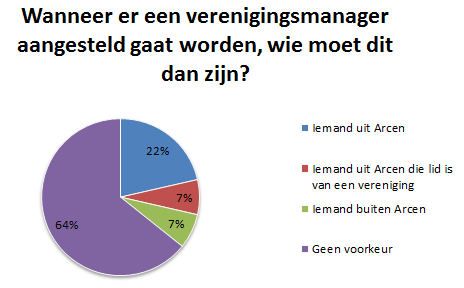 Wanneer er een verenigingsmanager
aangesteld gaat worden, wie moet dit
dan zijn?
22%
7%
7%
64%
Iemand uit Arcen
Iemand uit Arcen die lid is
van een vereniging
Iemand buiten Arcen
Geen voorkeur